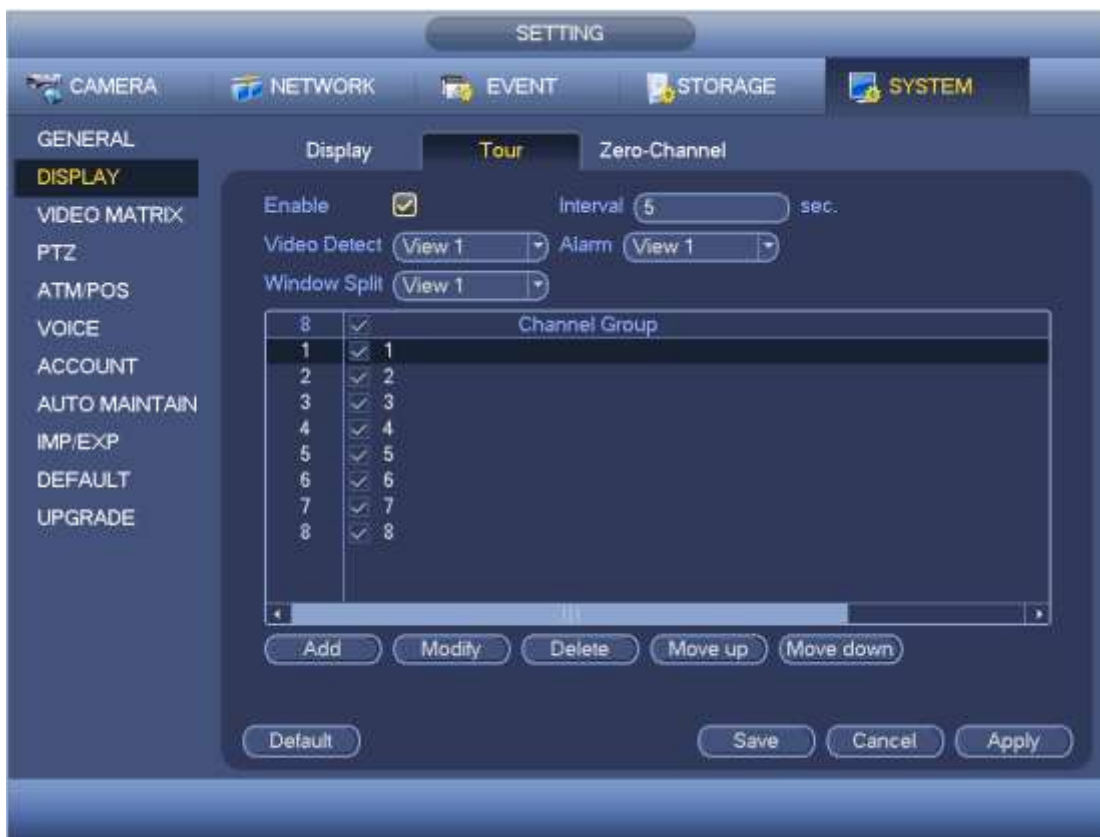 SETTING
CAMERA NETWORK EVENT STORAGE SYSTEM
GENERAL
DISPLAY
VIDEO MATRIX
PTZ
ATM/POS
VOICE
ACCOUNT
AUTO MAINTAIN
IMP/EXP
DEFAULT
UPGRADE
Display Tour Zero-Channel
Enable Interval 5 sec.
Video Detect View 1 Alarm View 1
Window Split View 1
8 Channel Group
1 1
2 2
3 3
4 4
5 5
6 6
7 7
8 8
Add Modify Delete Move up Move down
Default Save Cancel Apply